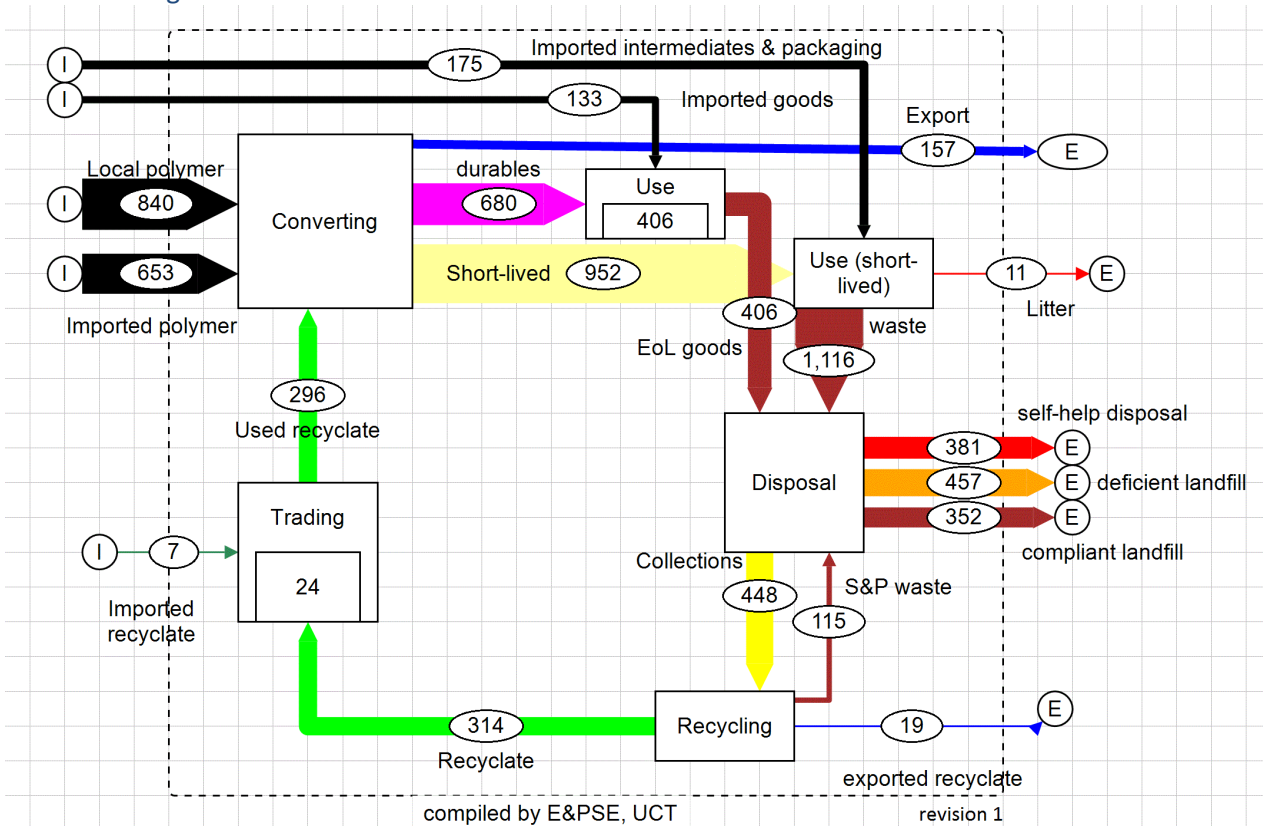 Imported intermediates & packaging
I
175
I
133
Imported goods
Export
157
E
Local polymer
durables
Use
I
840
680
406
Converting
I
653
Short-lived
952
Use (short-
lived)
11
E
Litter
Imported polymer
406
waste
EoL goods
1,116
296
Used recyclate
self-help disposal
381
E
Disposal
457
E
deficient landfill
352
E
compliant landfill
Trading
I
7
24
Imported
recyclate
Collections
448
S&P waste
115
Recycling
314
Recyclate
19
E
exported recyclate
compiled by E&PSE, UCT
revision 1